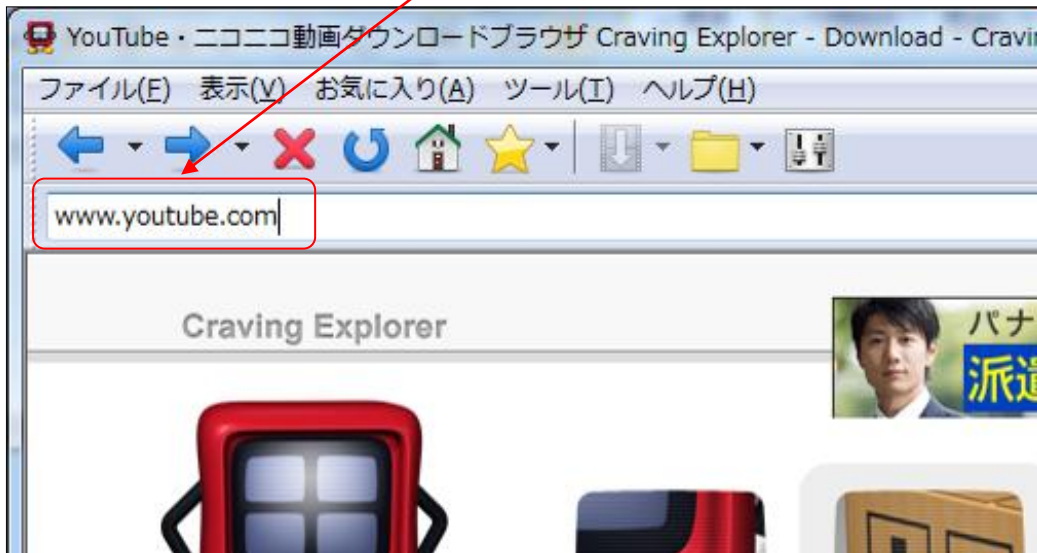 YouTube・ニコニコ動画ダウンロードブラウザ Craving Explorer - Download -
ファイル(F) 表示(V) お気に入り(A) ツール(T) ヘルプ(H)
www.youtube.com
Craving Explorer
パナ
派遣